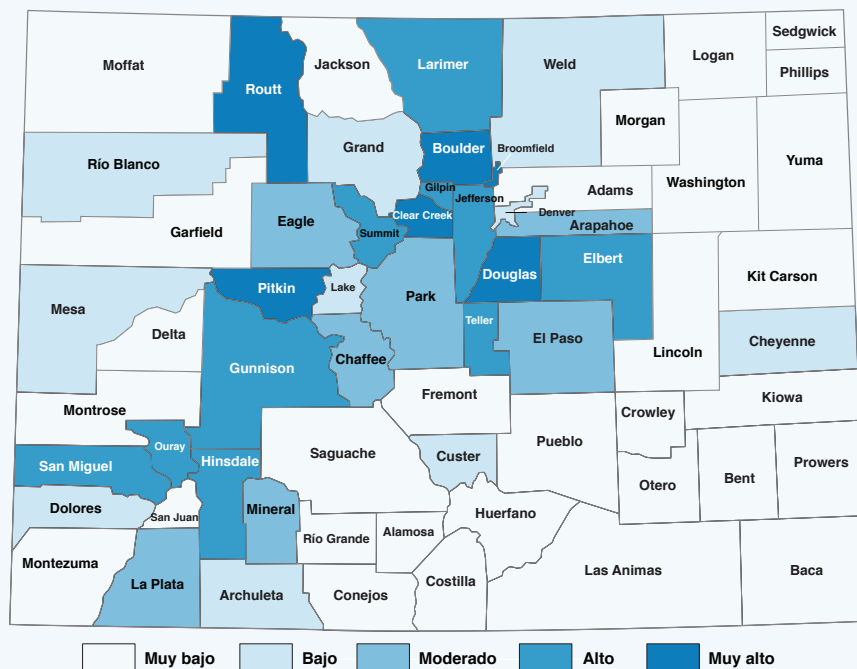 Sedgwick
Moffat
Jackson
Larimer
Weld
Logan
Phillips
Routt
Morgan
Boulder
Broomfield
Río Blanco
Grand
Yuma
Washington
Gilpin
Adams
Jefferson
Clear Creek
Denver
Eagle
Arapahoe
Garfield
Summit
Elbert
Douglas
Kit Carson
Pitkin
Lake
Park
Mesa
Teller
Delta
El Paso
Cheyenne
Lincoln
Chaffee
Gunnison
Fremont
Kiowa
Montrose
Crowley
Pueblo
Ouray
Saguache
Custer
San Miguel
Hinsdale
Prowers
Bent
Otero
Dolores
Mineral
Huerfano
San Juan
Alamosa
Río Grande
Montezuma
Las Animas
Baca
La Plata
Costilla
Archuleta
Conejos
Muy bajo
Bajo
Moderado
Alto
Muy alto